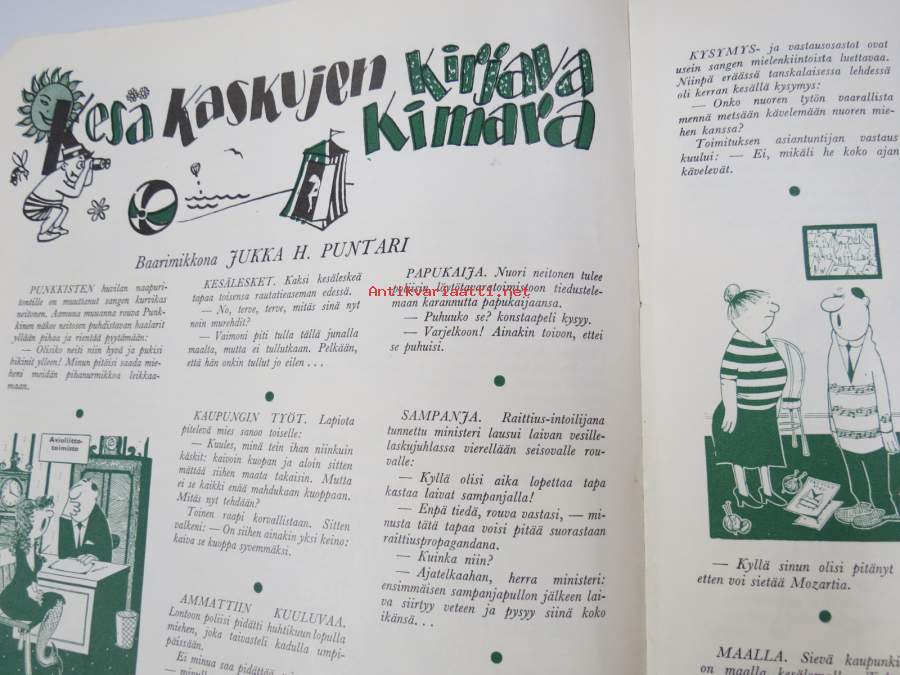 Kesä Kaskujen Kirjava
Kimara
Baarimikkona JUKKA H. PUNTARI
PUNKKISTEN huvilan naapuri-
tontille on muuttanut sangen kurvikas
neitonen. Aamuna muuanna rouva Punk-
kinen näkee neitosen puhdistavan haalarit
yllään pihaa ja rientää pyytämään:
— Olisiko neiti niin hyvä ja pukisi
bikinit ylleen! Minun pitäisi saada mie-
heni meidän pihanurmikkoa leikkaa-
maan.
Avioliitto-
toimisto
KESÄLESKET. Kaksi kesäleskeä
tapaa toisensa rautatieaseman edessä.
— No, terve, terve, mitäs sinä nyt
noin murehdit?
— Vaimoni piti tulla tällä junalla
maalta, mutta ei tullutkaan. Pelkään,
että hän onkin tullut jo eilen . . .
KAUPUNGIN TYÖT. Lapiota
pitelevä mies sanoo toiselle:
— Kuules, minä tein ihan niinkuin
käskit: kaivoin kuopan ja aloin sitten
mättää siihen maata takaisin. Mutta
ei se kaikki enää mahdukaan kuoppaan.
Mitäs nyt tehdään?
Toinen raapi korvallistaan. Sitten
valkeni: — On siihen ainakin yksi keino:
kaiva se kuoppa syvemmäksi.
AMMATTIIN KUULUVAA.
Lontoon poliisi pidätti huhtikuun lopulla
miehen, joka taivasteli kadulla umpi-
päissään.
Ei minua saa pidättää
PAPUKAIJA. Nuori neitonen tulee
poliisin löytötavaratoimistoon tiedustele-
maan karannutta papukaijaansa.
— Puhuuko se? konstaapeli kysyy.
— Varjelkoon! Ainakin toivon, ettei
se puhuisi.
Antikvariaatti.net
SAMPANJA. Raittius-intoilijana
tunnettu ministeri lausui laivan vesille-
laskujuhlassa vierellään seisovalle rou-
valle:
— Kyllä olisi aika lopettaa tapa
kastaa laivat sampanjalla!
— Enpä tiedä, rouva vastasi, — mi-
nusta tätä tapaa voisi pitää suorastaan
raittiuspropagandana.
— Kuinka niin?
— Ajatelkaahan, herra ministeri:
ensimmäisen sampanjapullon jälkeen lai-
va siirtyy veteen ja pysyy siinä koko
ikänsä. . .
KYSYMYS- ja vastausosastot ovat
usein sangen mielenkiintoista luettavaa.
Niinpä eräässä tanskalaisessa lehdessä
oli kerran kesällä kysymys:
— Onko nuoren tytön vaarallista
mennä metsään kävelemään nuoren mie-
hen kanssa?
Toimituksen asiantuntijan vastaus
kuului: — Ei, mikäli he koko ajan
kävelevät.
— Kyllä sinun olisi pitänyt
etten voi sietää Mozartia.
MAALLA. Sievä kaupunki
on maalla